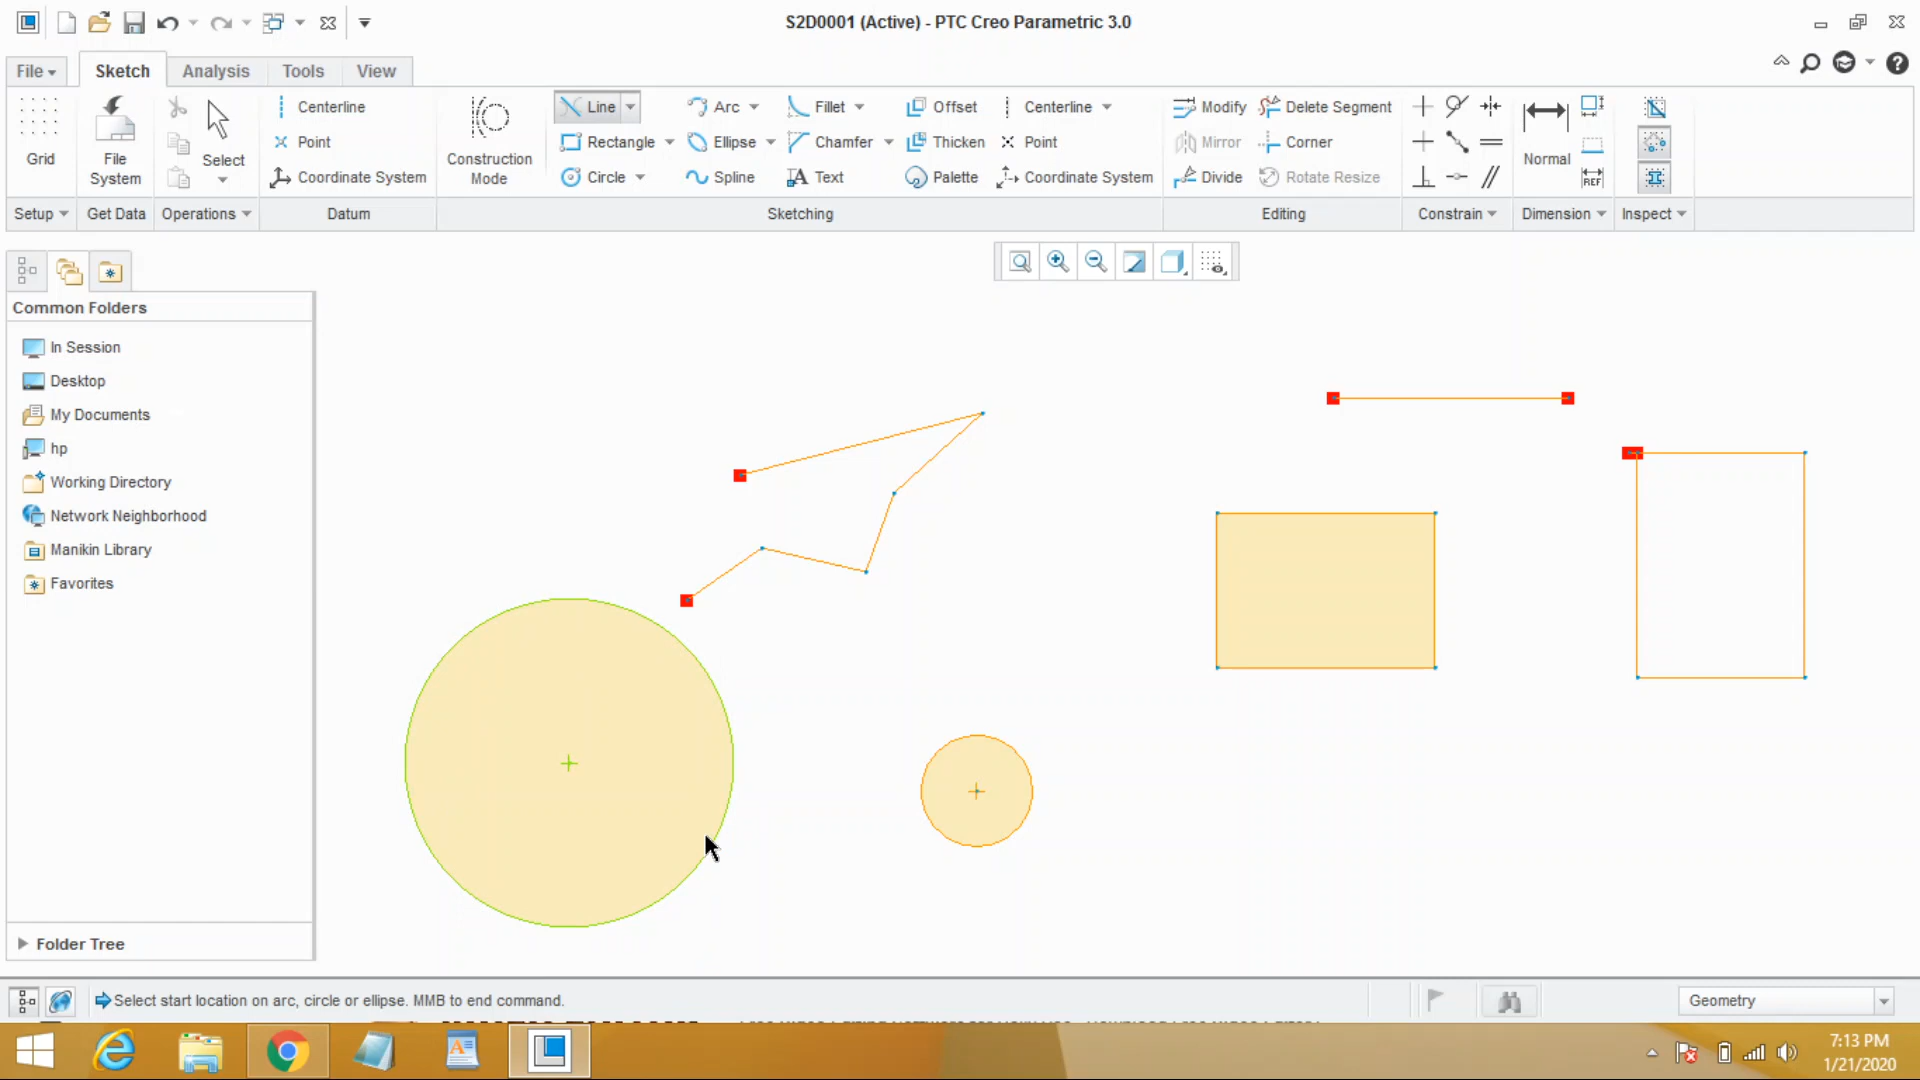 S2D0001 (Active) - PTC Creo Parametric 3.0
File
Sketch
Analysis
Tools
View
Grid
File System
Select
Centerline
Point
Coordinate System
Construction Mode
Line
Rectangle
Circle
Arc
Ellipse
Spline
Fillet
Chamfer
Text
Offset
Thicken
Palette
Centerline
Point
Coordinate System
Modify
Mirror
Divide
Delete Segment
Corner
Rotate Resize
Normal
REF
Setup
Get Data
Operations
Datum
Sketching
Editing
Constrain
Dimension
Inspect
Common Folders
In Session
Desktop
My Documents
hp
Working Directory
Network Neighborhood
Manikin Library
Favorites
Folder Tree
Select start location on arc, circle or ellipse. MMB to end command.
Geometry
7:13 PM
1/21/2020